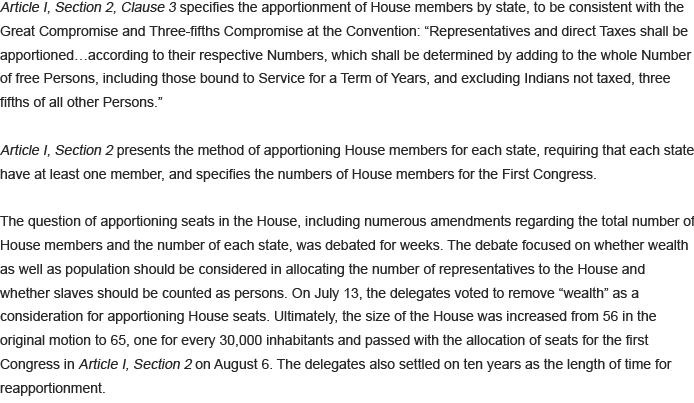 Article I, Section 2, Clause 3 specifies the apportionment of House members by state, to be consistent with the
Great Compromise and Three-fifths Compromise at the Convention: “Representatives and direct Taxes shall be
apportioned…according to their respective Numbers, which shall be determined by adding to the whole Number
of free Persons, including those bound to Service for a Term of Years, and excluding Indians not taxed, three
fifths of all other Persons.”
Article I, Section 2 presents the method of apportioning House members for each state, requiring that each state
have at least one member, and specifies the numbers of House members for the First Congress.
The question of apportioning seats in the House, including numerous amendments regarding the total number of
House members and the number of each state, was debated for weeks. The debate focused on whether wealth
as well as population should be considered in allocating the number of representatives to the House and
whether slaves should be counted as persons. On July 13, the delegates voted to remove “wealth” as a
consideration for apportioning House seats. Ultimately, the size of the House was increased from 56 in the
original motion to 65, one for every 30,000 inhabitants and passed with the allocation of seats for the first
Congress in Article I, Section 2 on August 6. The delegates also settled on ten years as the length of time for
reapportionment.